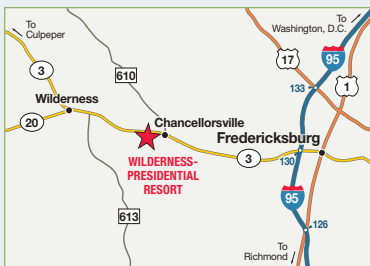 To
Culpeper
To
Washington, D.C.
17
95
1
3
610
133
Wilderness
20
Chancellorsville
Fredericksburg
WILDERNESS-
PRESIDENTIAL
RESORT
3
130
95
613
126
To
Richmond